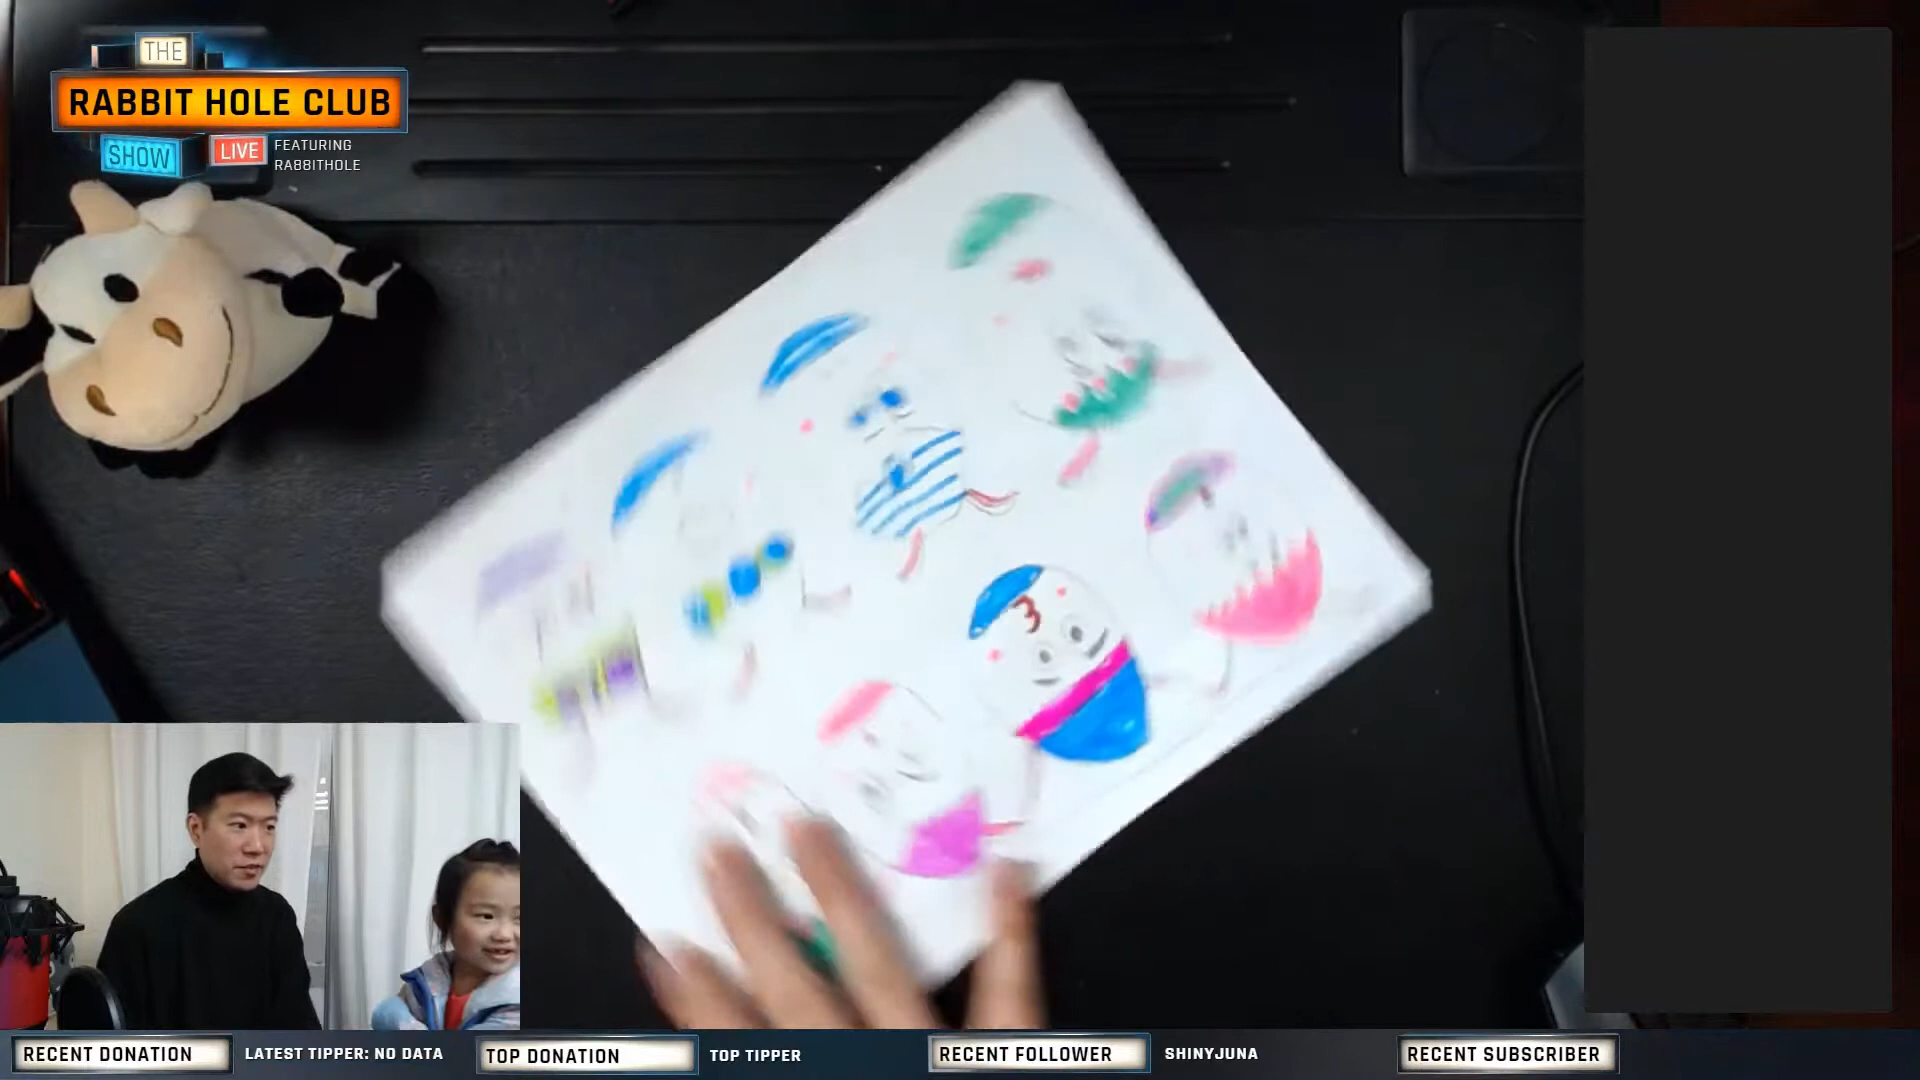 THE
RABBIT HOLE CLUB
SHOW LIVE FEATURING
RABBITHOLE
RECENT DONATION LATEST TIPPER: NO DATA TOP DONATION TOP TIPPER RECENT FOLLOWER SHINYJUNA RECENT SUBSCRIBER